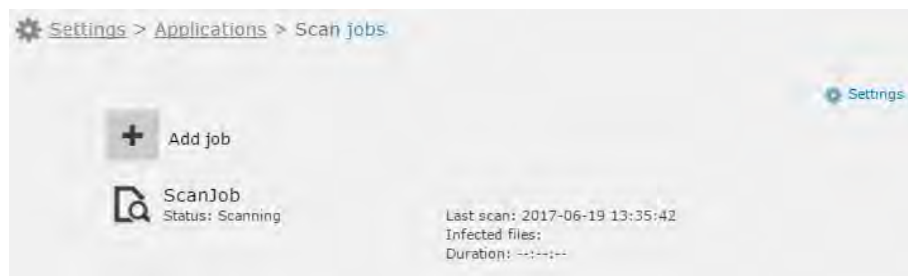 Settings > Applications > Scan jobs
Settings
Add job
ScanJob
Status: Scanning
Last scan: 2017-06-19 13:35:42
Infected files:
Duration: --:--:--